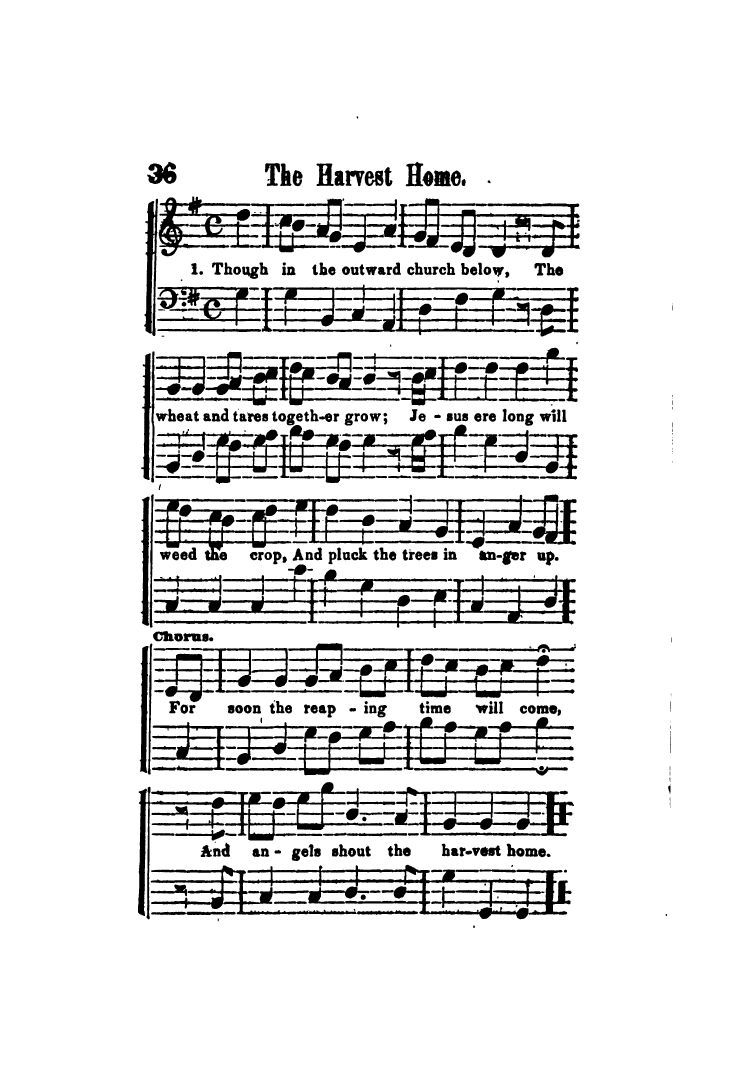 36 The Harvest Home.
1. Though in the outward church below, The
wheat and tares togeth-er grow; Je - sus ere long will
weed the crop, And pluck the trees in an-ger up.
Chorus.
For soon the reap - ing time will come,
And an - gels shout the har-vest home.